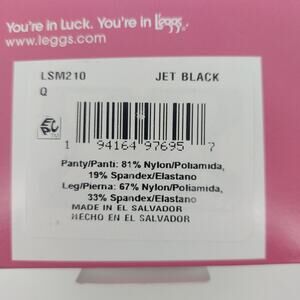 You're in Luck. You're in L'eggs.
www.leggs.com
LSM210 JET BLACK
Q
1 94164 97695 7
Panty/Panti: 81% Nylon/Poliamida,
19% Spandex/Elastano
Leg/Pierna: 67% Nylon/Poliamida,
33% Spandex/Elastano
MADE IN EL SALVADOR
HECHO EN EL SALVADOR